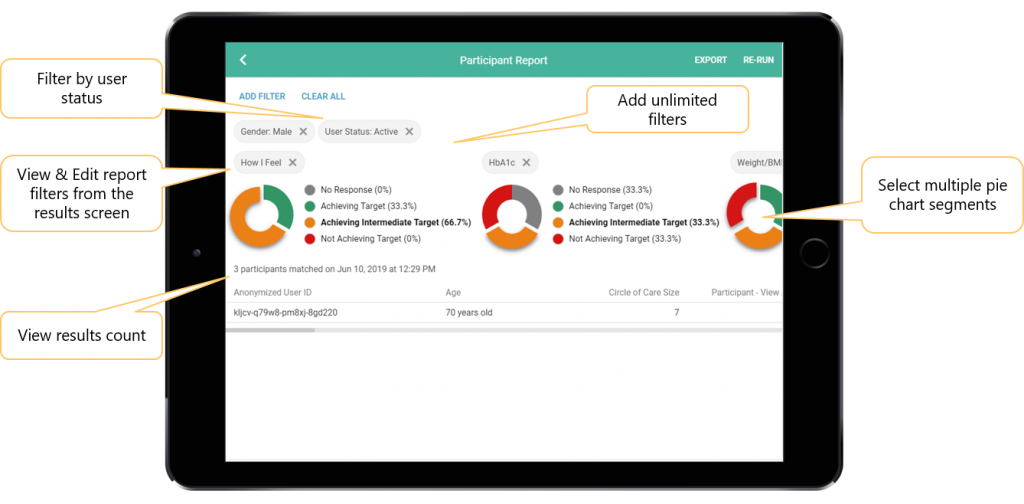 Participant Report
EXPORT
RE-RUN
Filter by user
status
ADD FILTER
CLEAR ALL
Add unlimited
filters
Gender: Male
User Status: Active
View & Edit report
filters from the
results screen
How I Feel
No Response (0%)
Achieving Target (33.3%)
Achieving Intermediate Target (66.7%)
Not Achieving Target (0%)
HbA1c
No Response (33.3%)
Achieving Target (0%)
Achieving Intermediate Target (33.3%)
Not Achieving Target (33.3%)
Weight/BMI
Select multiple pie
chart segments
3 participants matched on Jun 10, 2019 at 12:29 PM
View results count
Anonymized User ID
Age
Circle of Care Size
Participant - View
kljcv-q79w8-pm8xj-8gd220
70 years old
7